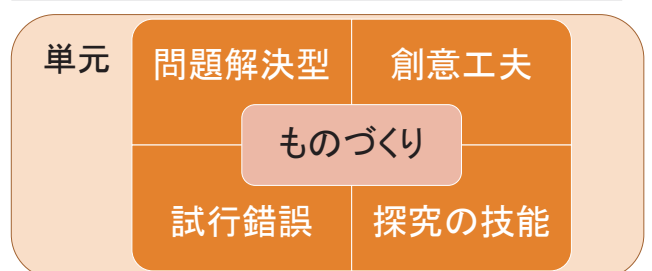 単元
問題解決型
創意工夫
ものづくり
試行錯誤
探究の技能